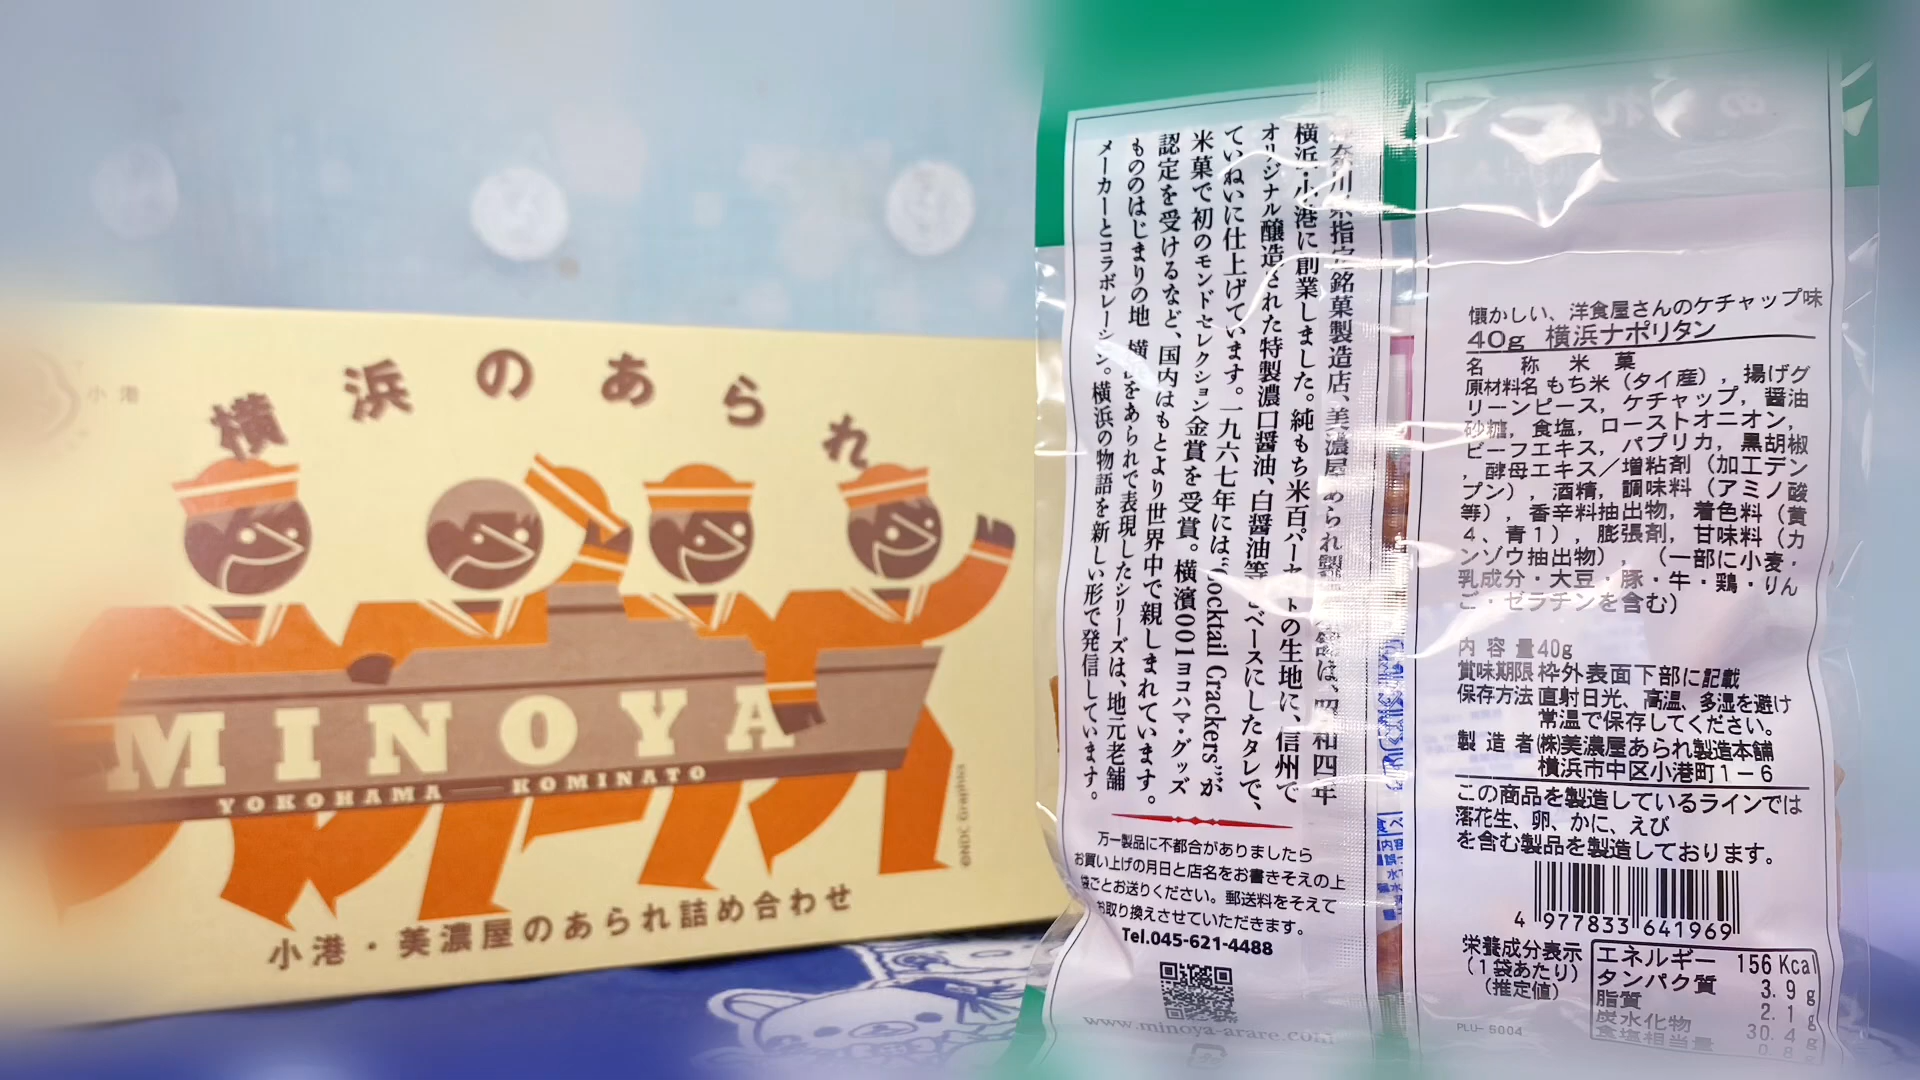 小港
横浜のあられ
MINOYA
YOKOHAMA KOMINATO
©NDC Graphics
小港・美濃屋のあられ詰め合わせ
奈川県指定銘菓製造店、美濃屋あられ製は、昭和四年
横浜・小港に創業しました。純もち米百パーセントの生地に、信州で
オリジナル醸造された特製濃口醤油、白醤油等をベースにしたタレで、
ていねいに仕上げています。一九六七年には“Cocktail Crackers”が
米菓で初のモンドセレクション金賞を受賞。横濱001ヨコハマ・グッズ
認定を受けるなど、国内はもとより世界中で親しまれています。
もののはじまりの地 横をあられで表現したシリーズは、地元老舗
メーカーとコラボレーション。横浜の物語を新しい形で発信しています。
万一製品に不都合がありましたら
お買い上げの月日と店名をお書きそえの上
袋ごとお送りください。郵送料をそえて
お取り換えさせていただきます。
Tel.045-621-4488
www.minoya-arare.com
懐かしい、洋食屋さんのケチャップ味
40g 横浜ナポリタン
名称 米菓
原材料名 もち米（タイ産），揚げグ
リーンピース，ケチャップ，醤油
砂糖，食塩，ローストオニオン，
ビーフエキス，パプリカ，黒胡椒
，酵母エキス／増粘剤（加工デン
プン），酒精，調味料（アミノ酸
等），香辛料抽出物，着色料（黄
4、青1），膨張剤，甘味料（カ
ンゾウ抽出物），（一部に小麦・
乳成分・大豆・豚・牛・鶏・りん
ご・ゼラチンを含む）
内容量 40g
賞味期限 枠外表面下部に記載
保存方法 直射日光、高温、多湿を避け
常温で保存してください。
製造者 ㈱美濃屋あられ製造本舗
横浜市中区小港町1－6
この商品を製造しているラインでは
落花生、卵、かに、えび
を含む製品を製造しております。
4 977833 641969
栄養成分表示
（1袋あたり）
（推定値）
エネルギー 156 Kcal
タンパク質 3.9g
脂質 2.1g
炭水化物 30.4g
食塩相当量 0.8g
PLU- 5004